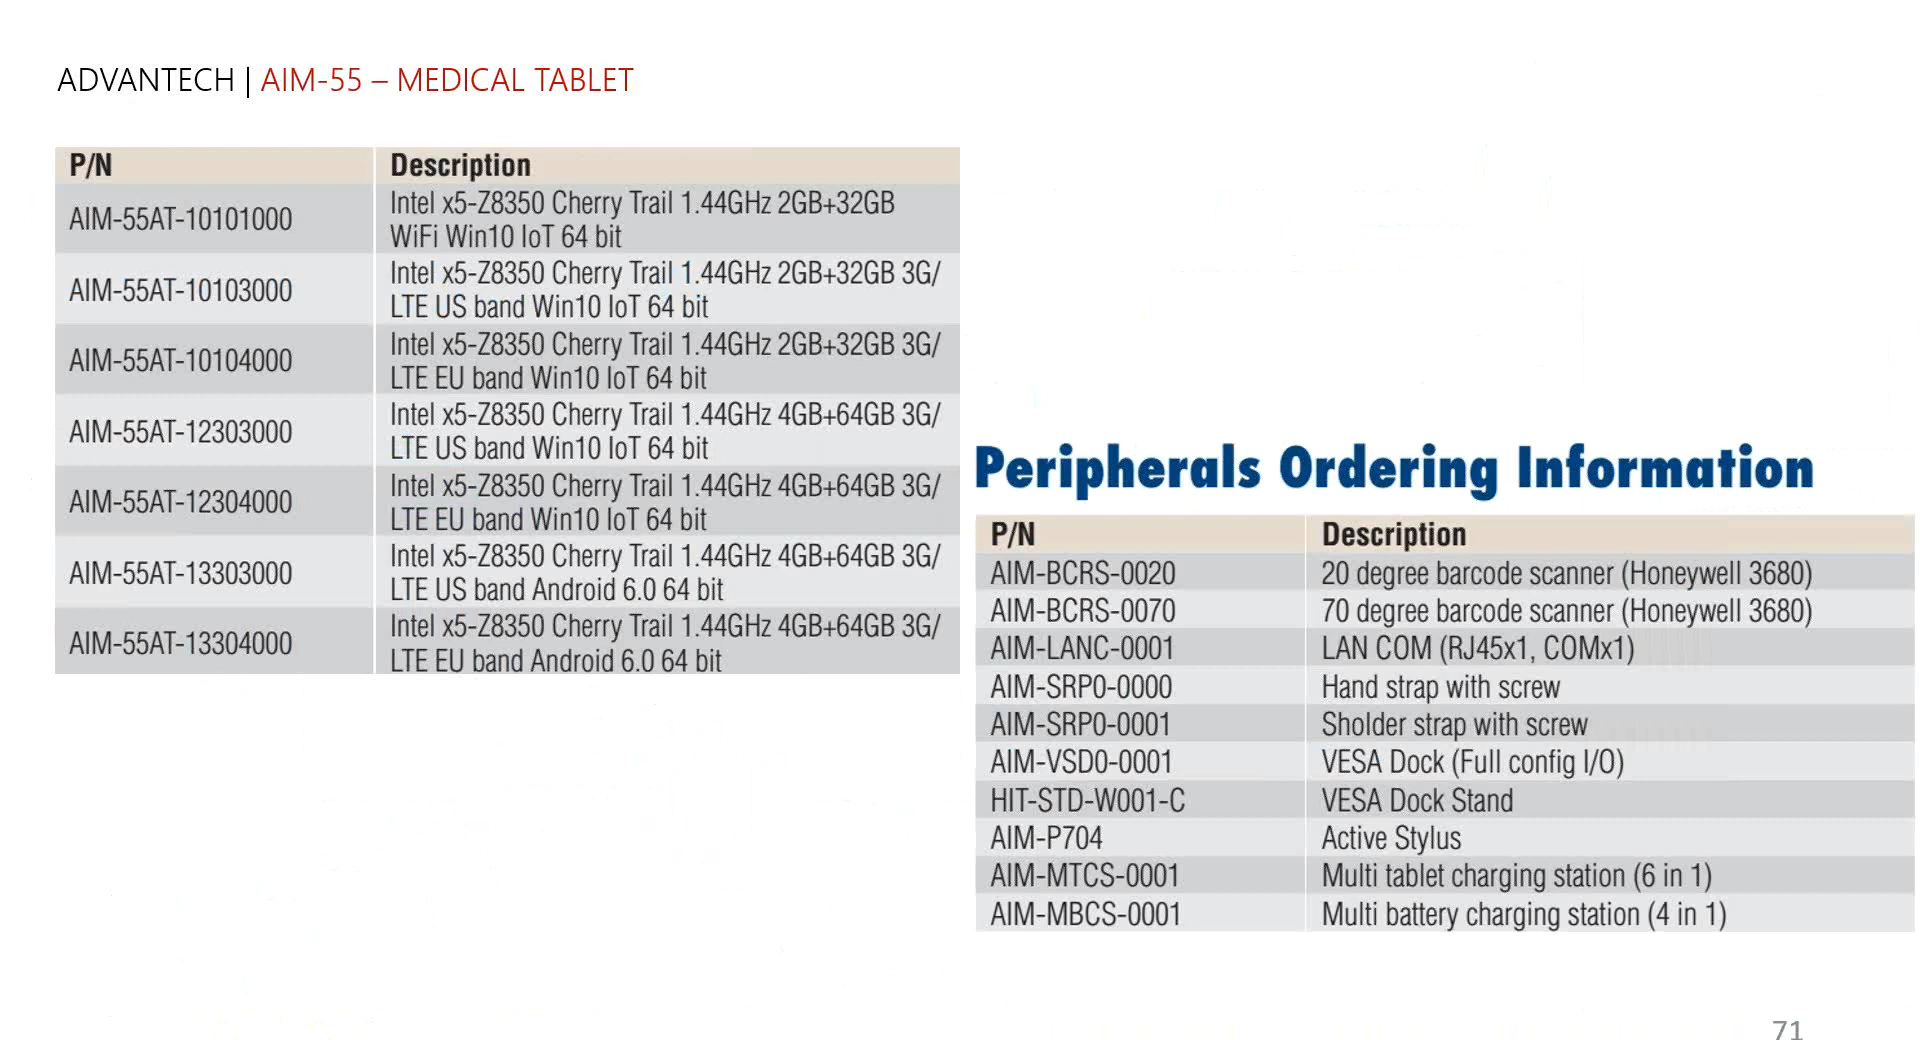 ADVANTECH | AIM-55 – MEDICAL TABLET
P/N Description
AIM-55AT-10101000 Intel x5-Z8350 Cherry Trail 1.44GHz 2GB+32GB
WiFi Win10 IoT 64 bit
AIM-55AT-10103000 Intel x5-Z8350 Cherry Trail 1.44GHz 2GB+32GB 3G/
LTE US band Win10 IoT 64 bit
AIM-55AT-10104000 Intel x5-Z8350 Cherry Trail 1.44GHz 2GB+32GB 3G/
LTE EU band Win10 IoT 64 bit
AIM-55AT-12303000 Intel x5-Z8350 Cherry Trail 1.44GHz 4GB+64GB 3G/
LTE US band Win10 IoT 64 bit
AIM-55AT-12304000 Intel x5-Z8350 Cherry Trail 1.44GHz 4GB+64GB 3G/
LTE EU band Win10 IoT 64 bit
AIM-55AT-13303000 Intel x5-Z8350 Cherry Trail 1.44GHz 4GB+64GB 3G/
LTE US band Android 6.0 64 bit
AIM-55AT-13304000 Intel x5-Z8350 Cherry Trail 1.44GHz 4GB+64GB 3G/
LTE EU band Android 6.0 64 bit
Peripherals Ordering Information
P/N Description
AIM-BCRS-0020 20 degree barcode scanner (Honeywell 3680)
AIM-BCRS-0070 70 degree barcode scanner (Honeywell 3680)
AIM-LANC-0001 LAN COM (RJ45x1, COMx1)
AIM-SRP0-0000 Hand strap with screw
AIM-SRP0-0001 Sholder strap with screw
AIM-VSD0-0001 VESA Dock (Full config I/O)
HIT-STD-W001-C VESA Dock Stand
AIM-P704 Active Stylus
AIM-MTCS-0001 Multi tablet charging station (6 in 1)
AIM-MBCS-0001 Multi battery charging station (4 in 1)
71